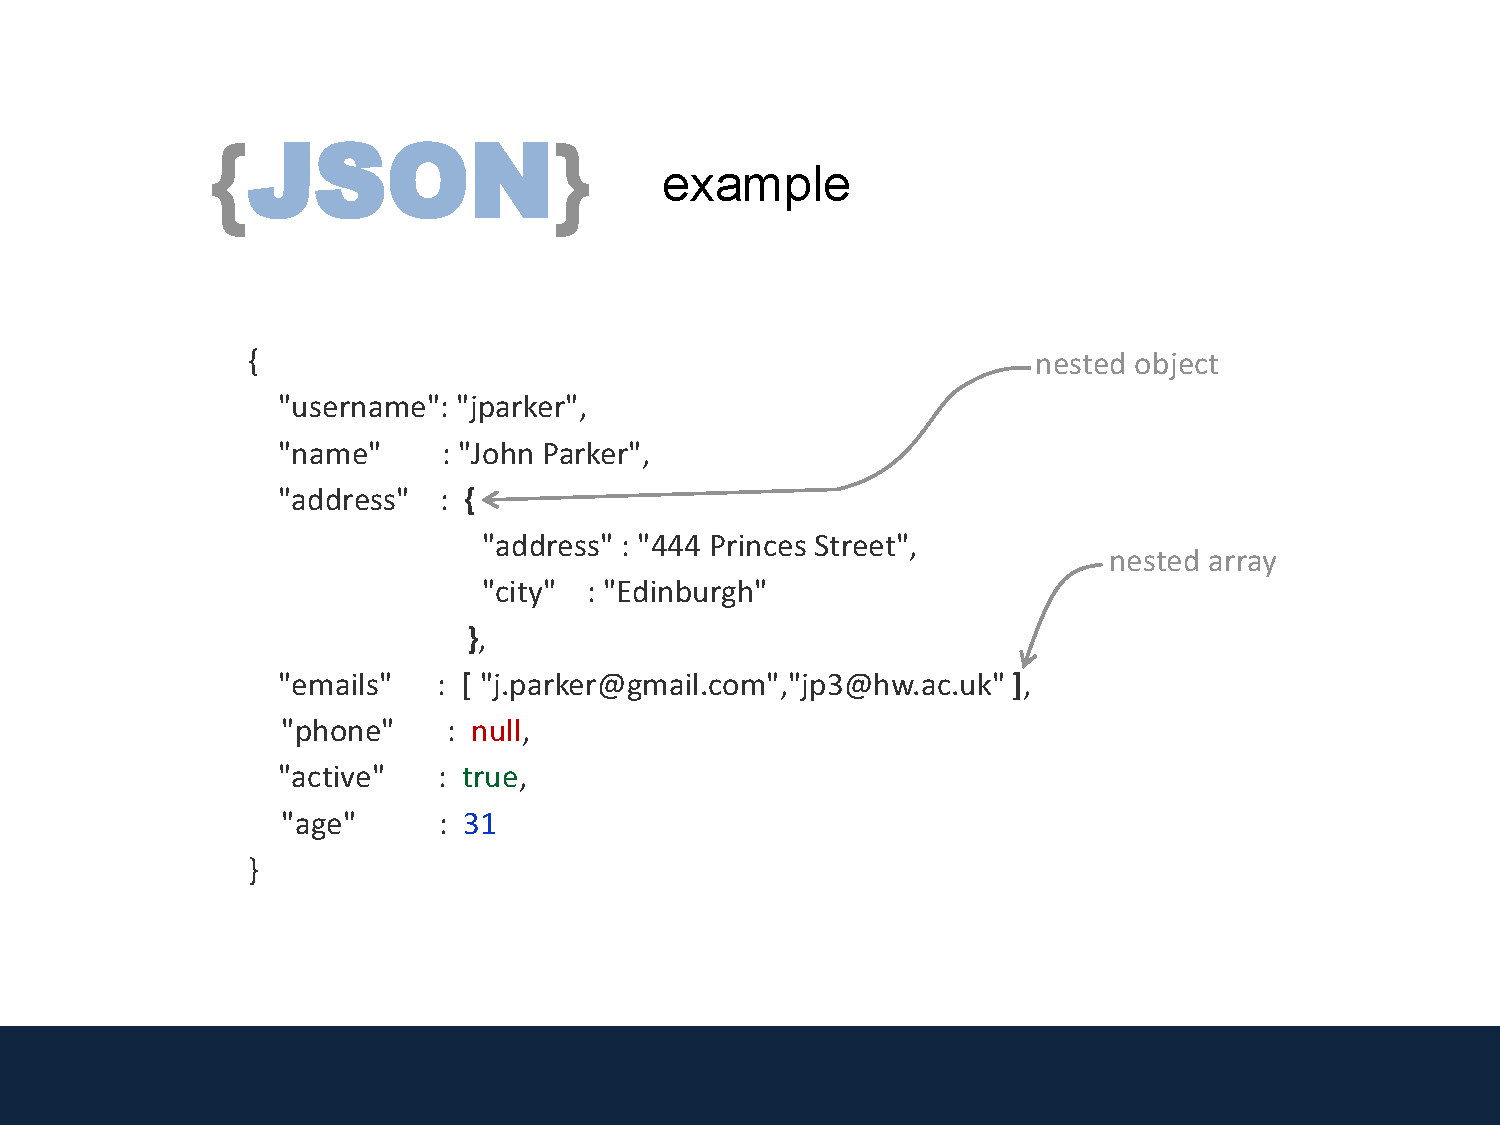 {JSON} example
{
nested object
"username": "jparker",
"name" : "John Parker",
"address" : {
"address" : "444 Princes Street",
nested array
"city" : "Edinburgh"
},
"emails" : [ "j.parker@gmail.com","jp3@hw.ac.uk" ],
"phone" : null,
"active" : true,
"age" : 31
}